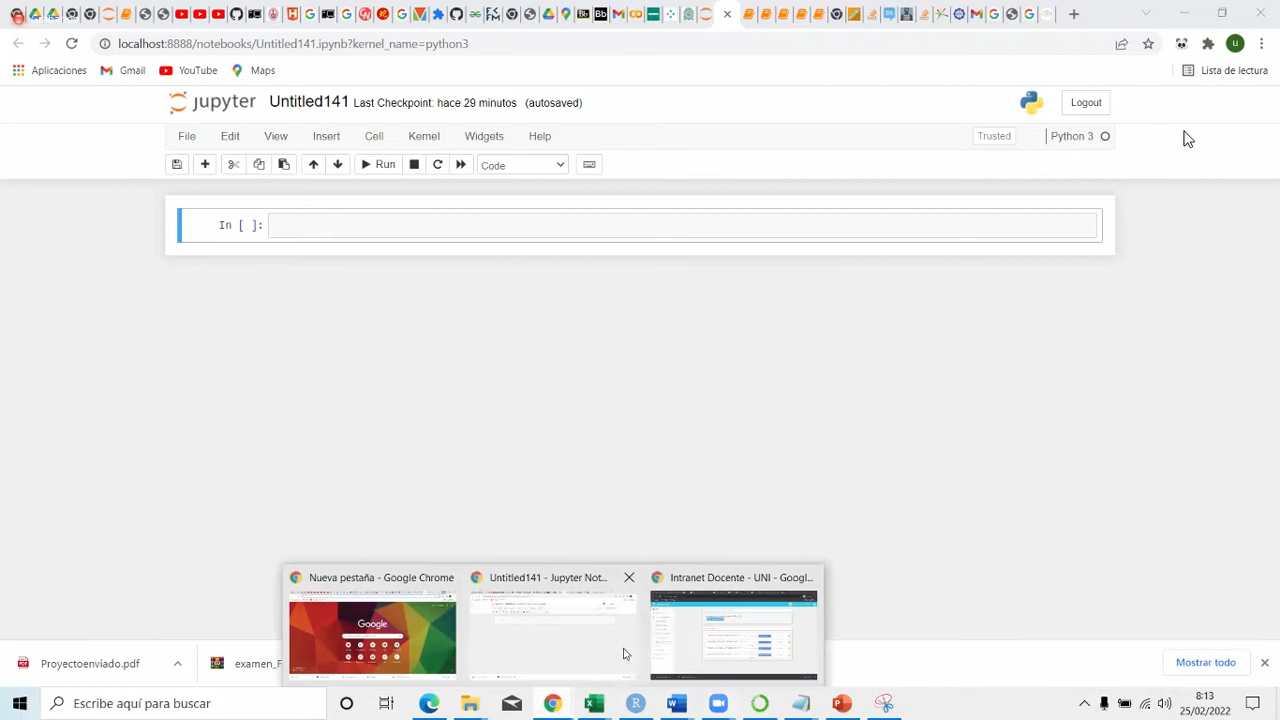 localhost:8888/notebooks/Untitled141.ipynb?kernel_name=python3
Aplicaciones Gmail YouTube Maps Lista de lectura
jupyter Untitled141 Last Checkpoint: hace 29 minutos (autosaved) Logout
File Edit View Insert Cell Kernel Widgets Help Trusted Python 3
Run Code
In [ ]:
Nueva pestaña - Google Chrome Untitled141 - Jupyter Not... Intranet Docente - UNI - Googl...
Google
Mostrar todo
Escribe aquí para buscar
8:13
25/02/2022